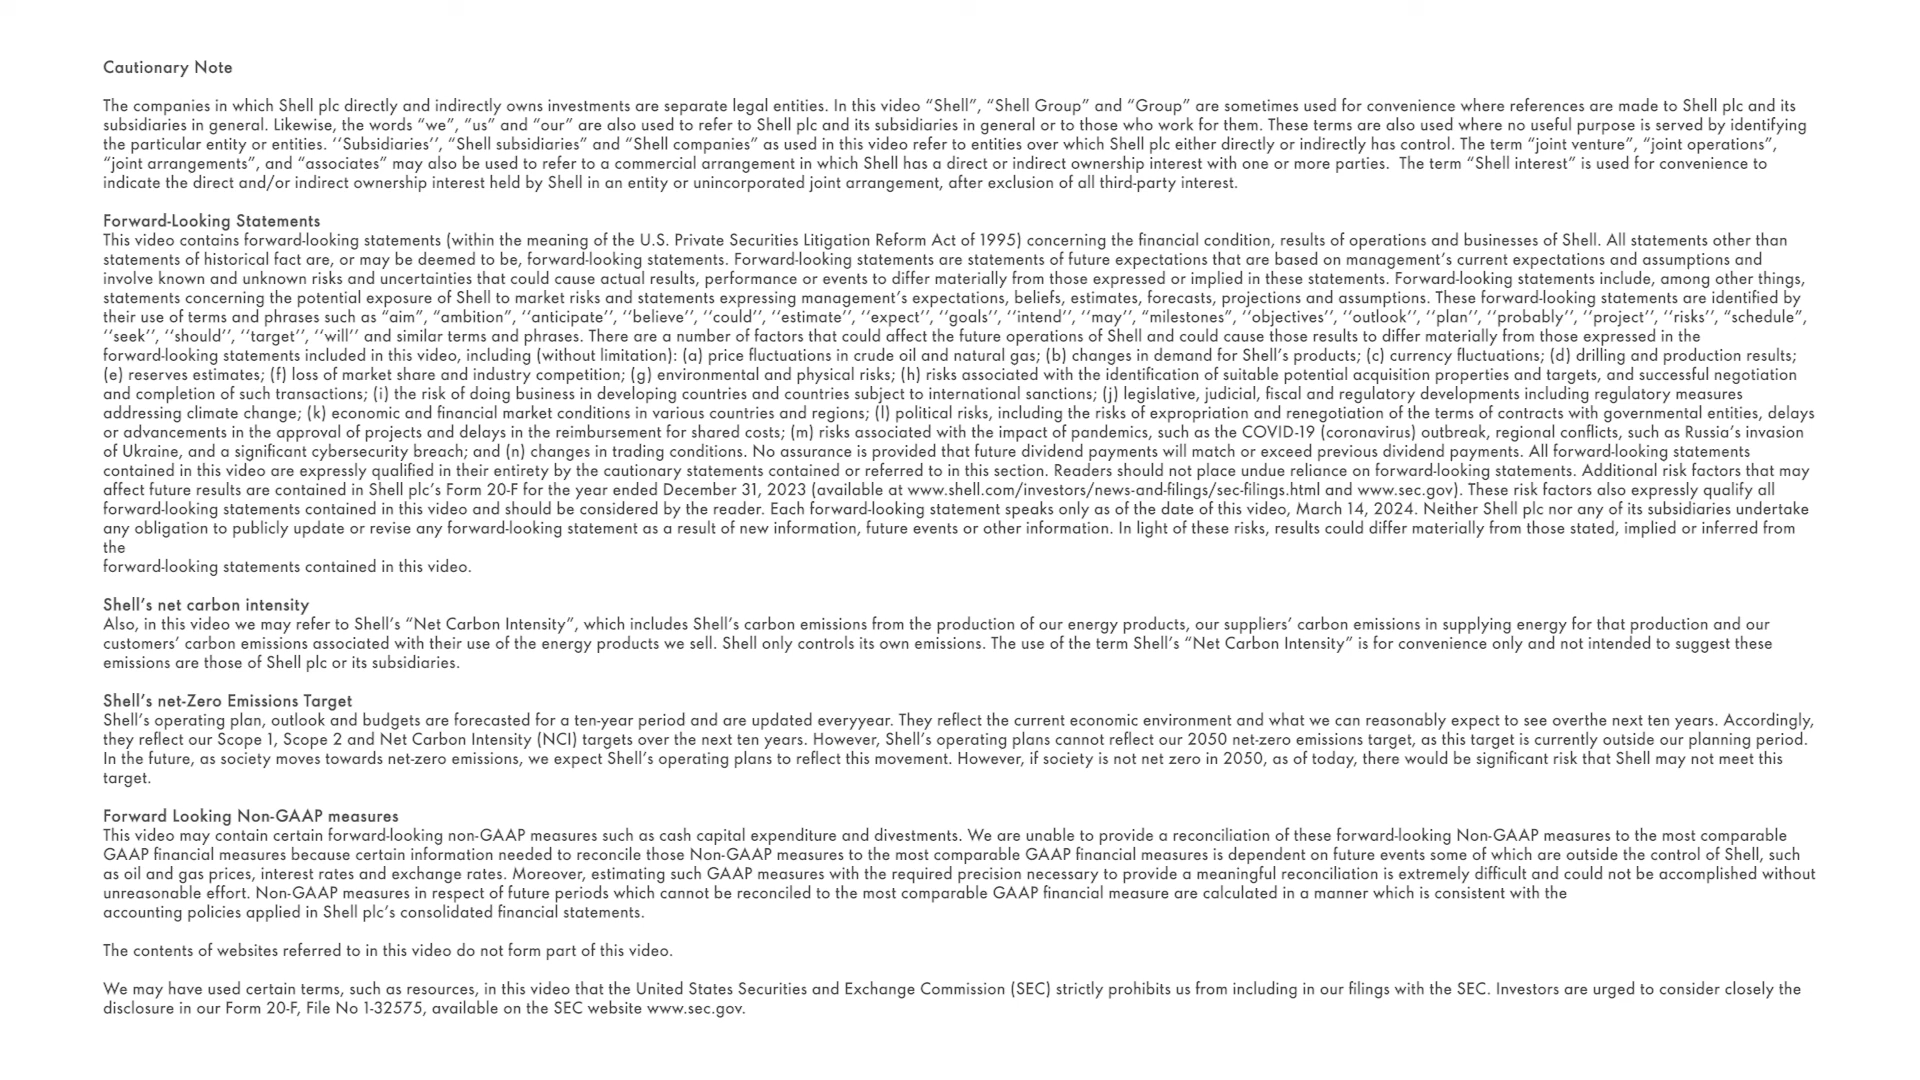 Cautionary Note
The companies in which Shell plc directly and indirectly owns investments are separate legal entities. In this video “Shell”, “Shell Group” and “Group” are sometimes used for convenience where references are made to Shell plc and its
subsidiaries in general. Likewise, the words “we”, “us” and “our” are also used to refer to Shell plc and its subsidiaries in general or to those who work for them. These terms are also used where no useful purpose is served by identifying
the particular entity or entities. ‘‘Subsidiaries’’, “Shell subsidiaries” and “Shell companies” as used in this video refer to entities over which Shell plc either directly or indirectly has control. The term “joint venture”, “joint operations”,
“joint arrangements”, and “associates” may also be used to refer to a commercial arrangement in which Shell has a direct or indirect ownership interest with one or more parties.  The term “Shell interest” is used for convenience to
indicate the direct and/or indirect ownership interest held by Shell in an entity or unincorporated joint arrangement, after exclusion of all third-party interest.
Forward-Looking Statements
This video contains forward-looking statements (within the meaning of the U.S. Private Securities Litigation Reform Act of 1995) concerning the financial condition, results of operations and businesses of Shell. All statements other than
statements of historical fact are, or may be deemed to be, forward-looking statements. Forward-looking statements are statements of future expectations that are based on management’s current expectations and assumptions and
involve known and unknown risks and uncertainties that could cause actual results, performance or events to differ materially from those expressed or implied in these statements. Forward-looking statements include, among other things,
statements concerning the potential exposure of Shell to market risks and statements expressing management’s expectations, beliefs, estimates, forecasts, projections and assumptions. These forward-looking statements are identified by
their use of terms and phrases such as “aim”, “ambition”, ‘‘anticipate’’, ‘‘believe’’, ‘‘could’’, ‘‘estimate’’, ‘‘expect’’, ‘‘goals’’, ‘‘intend’’, ‘‘may’’, “milestones”, ‘‘objectives’’, ‘‘outlook’’, ‘‘plan’’, ‘‘probably’’, ‘‘project’’, ‘‘risks’’, “schedule”,
‘‘seek’’, ‘‘should’’, ‘‘target’’, ‘‘will’’ and similar terms and phrases. There are a number of factors that could affect the future operations of Shell and could cause those results to differ materially from those expressed in the
forward-looking statements included in this video, including (without limitation): (a) price fluctuations in crude oil and natural gas; (b) changes in demand for Shell’s products; (c) currency fluctuations; (d) drilling and production results;
(e) reserves estimates; (f) loss of market share and industry competition; (g) environmental and physical risks; (h) risks associated with the identification of suitable potential acquisition properties and targets, and successful negotiation
and completion of such transactions; (i) the risk of doing business in developing countries and countries subject to international sanctions; (j) legislative, judicial, fiscal and regulatory developments including regulatory measures
addressing climate change; (k) economic and financial market conditions in various countries and regions; (l) political risks, including the risks of expropriation and renegotiation of the terms of contracts with governmental entities, delays
or advancements in the approval of projects and delays in the reimbursement for shared costs; (m) risks associated with the impact of pandemics, such as the COVID-19 (coronavirus) outbreak, regional conflicts, such as Russia’s invasion
of Ukraine, and a significant cybersecurity breach; and (n) changes in trading conditions. No assurance is provided that future dividend payments will match or exceed previous dividend payments. All forward-looking statements
contained in this video are expressly qualified in their entirety by the cautionary statements contained or referred to in this section. Readers should not place undue reliance on forward-looking statements. Additional risk factors that may
affect future results are contained in Shell plc’s Form 20-F for the year ended December 31, 2023 (available at www.shell.com/investors/news-and-filings/sec-filings.html and www.sec.gov). These risk factors also expressly qualify all
forward-looking statements contained in this video and should be considered by the reader. Each forward-looking statement speaks only as of the date of this video, March 14, 2024. Neither Shell plc nor any of its subsidiaries undertake
any obligation to publicly update or revise any forward-looking statement as a result of new information, future events or other information. In light of these risks, results could differ materially from those stated, implied or inferred from
the
forward-looking statements contained in this video.
Shell’s net carbon intensity
Also, in this video we may refer to Shell’s “Net Carbon Intensity”, which includes Shell’s carbon emissions from the production of our energy products, our suppliers’ carbon emissions in supplying energy for that production and our
customers’ carbon emissions associated with their use of the energy products we sell. Shell only controls its own emissions. The use of the term Shell’s “Net Carbon Intensity” is for convenience only and not intended to suggest these
emissions are those of Shell plc or its subsidiaries.
Shell’s net-Zero Emissions Target
Shell’s operating plan, outlook and budgets are forecasted for a ten-year period and are updated everyyear. They reflect the current economic environment and what we can reasonably expect to see overthe next ten years. Accordingly,
they reflect our Scope 1, Scope 2 and Net Carbon Intensity (NCI) targets over the next ten years. However, Shell’s operating plans cannot reflect our 2050 net-zero emissions target, as this target is currently outside our planning period.
In the future, as society moves towards net-zero emissions, we expect Shell’s operating plans to reflect this movement. However, if society is not net zero in 2050, as of today, there would be significant risk that Shell may not meet this
target.
Forward Looking Non-GAAP measures
This video may contain certain forward-looking non-GAAP measures such as cash capital expenditure and divestments. We are unable to provide a reconciliation of these forward-looking Non-GAAP measures to the most comparable
GAAP financial measures because certain information needed to reconcile those Non-GAAP measures to the most comparable GAAP financial measures is dependent on future events some of which are outside the control of Shell, such
as oil and gas prices, interest rates and exchange rates. Moreover, estimating such GAAP measures with the required precision necessary to provide a meaningful reconciliation is extremely difficult and could not be accomplished without
unreasonable effort. Non-GAAP measures in respect of future periods which cannot be reconciled to the most comparable GAAP financial measure are calculated in a manner which is consistent with the
accounting policies applied in Shell plc’s consolidated financial statements.
The contents of websites referred to in this video do not form part of this video.
We may have used certain terms, such as resources, in this video that the United States Securities and Exchange Commission (SEC) strictly prohibits us from including in our filings with the SEC. Investors are urged to consider closely the
disclosure in our Form 20-F, File No 1-32575, available on the SEC website www.sec.gov.